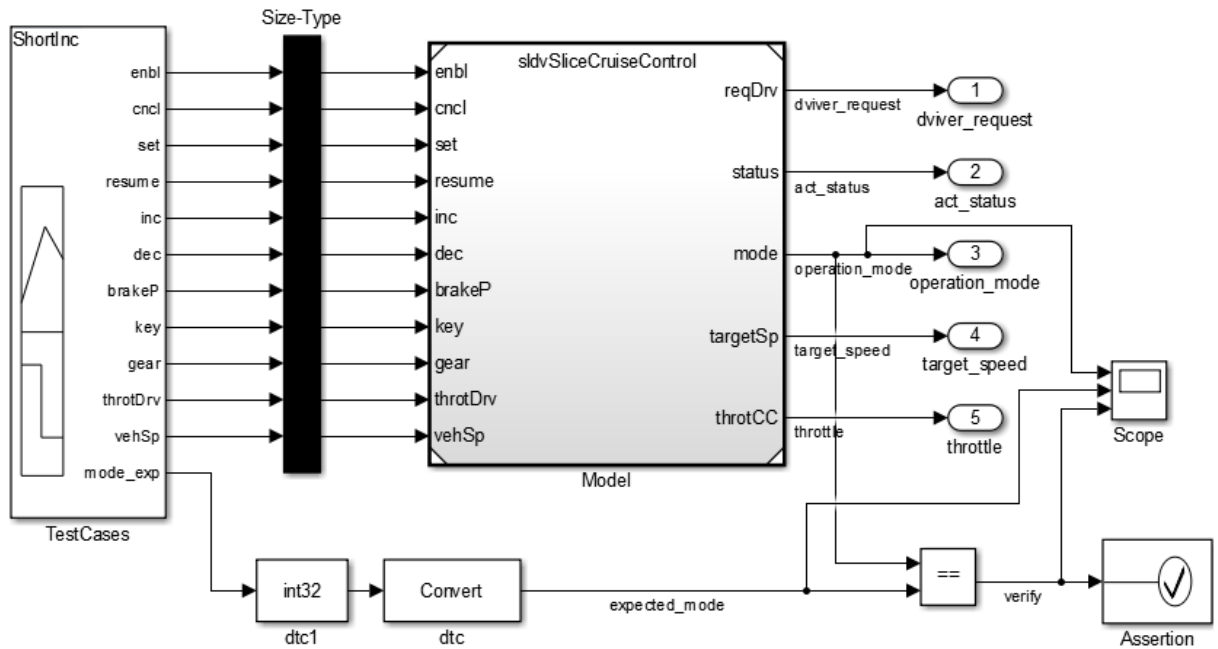 Size-Type
ShortInc
enbl
cncl
set
resume
inc
dec
brakeP
key
gear
throtDrv
vehSp
mode_exp
TestCases
sldvSliceCruiseControl
enbl
cncl
set
resume
inc
dec
brakeP
key
gear
throtDrv
vehSp
reqDrv
status
mode
targetSp
throtCC
Model
dviver_request
1
dviver_request
act_status
2
act_status
operation_mode
3
operation_mode
target_speed
4
target_speed
throttle
5
throttle
Scope
int32
dtc1
Convert
dtc
expected_mode
==
verify
Assertion